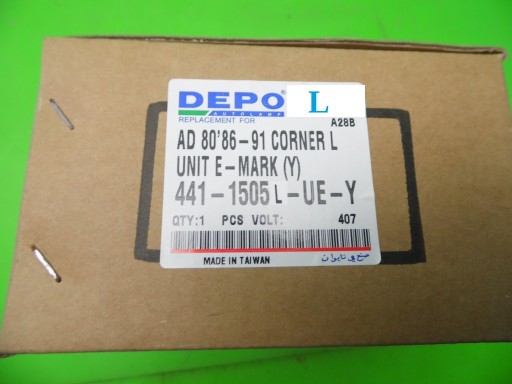 DEPO L
AUTOLAMP
REPLACEMENT FOR
A28B
AD 80'86-91 CORNER L
UNIT E-MARK (Y)
441-1505 L-UE-Y
QTY:1 PCS VOLT: 407
MADE IN TAIWAN صنع في تايوان